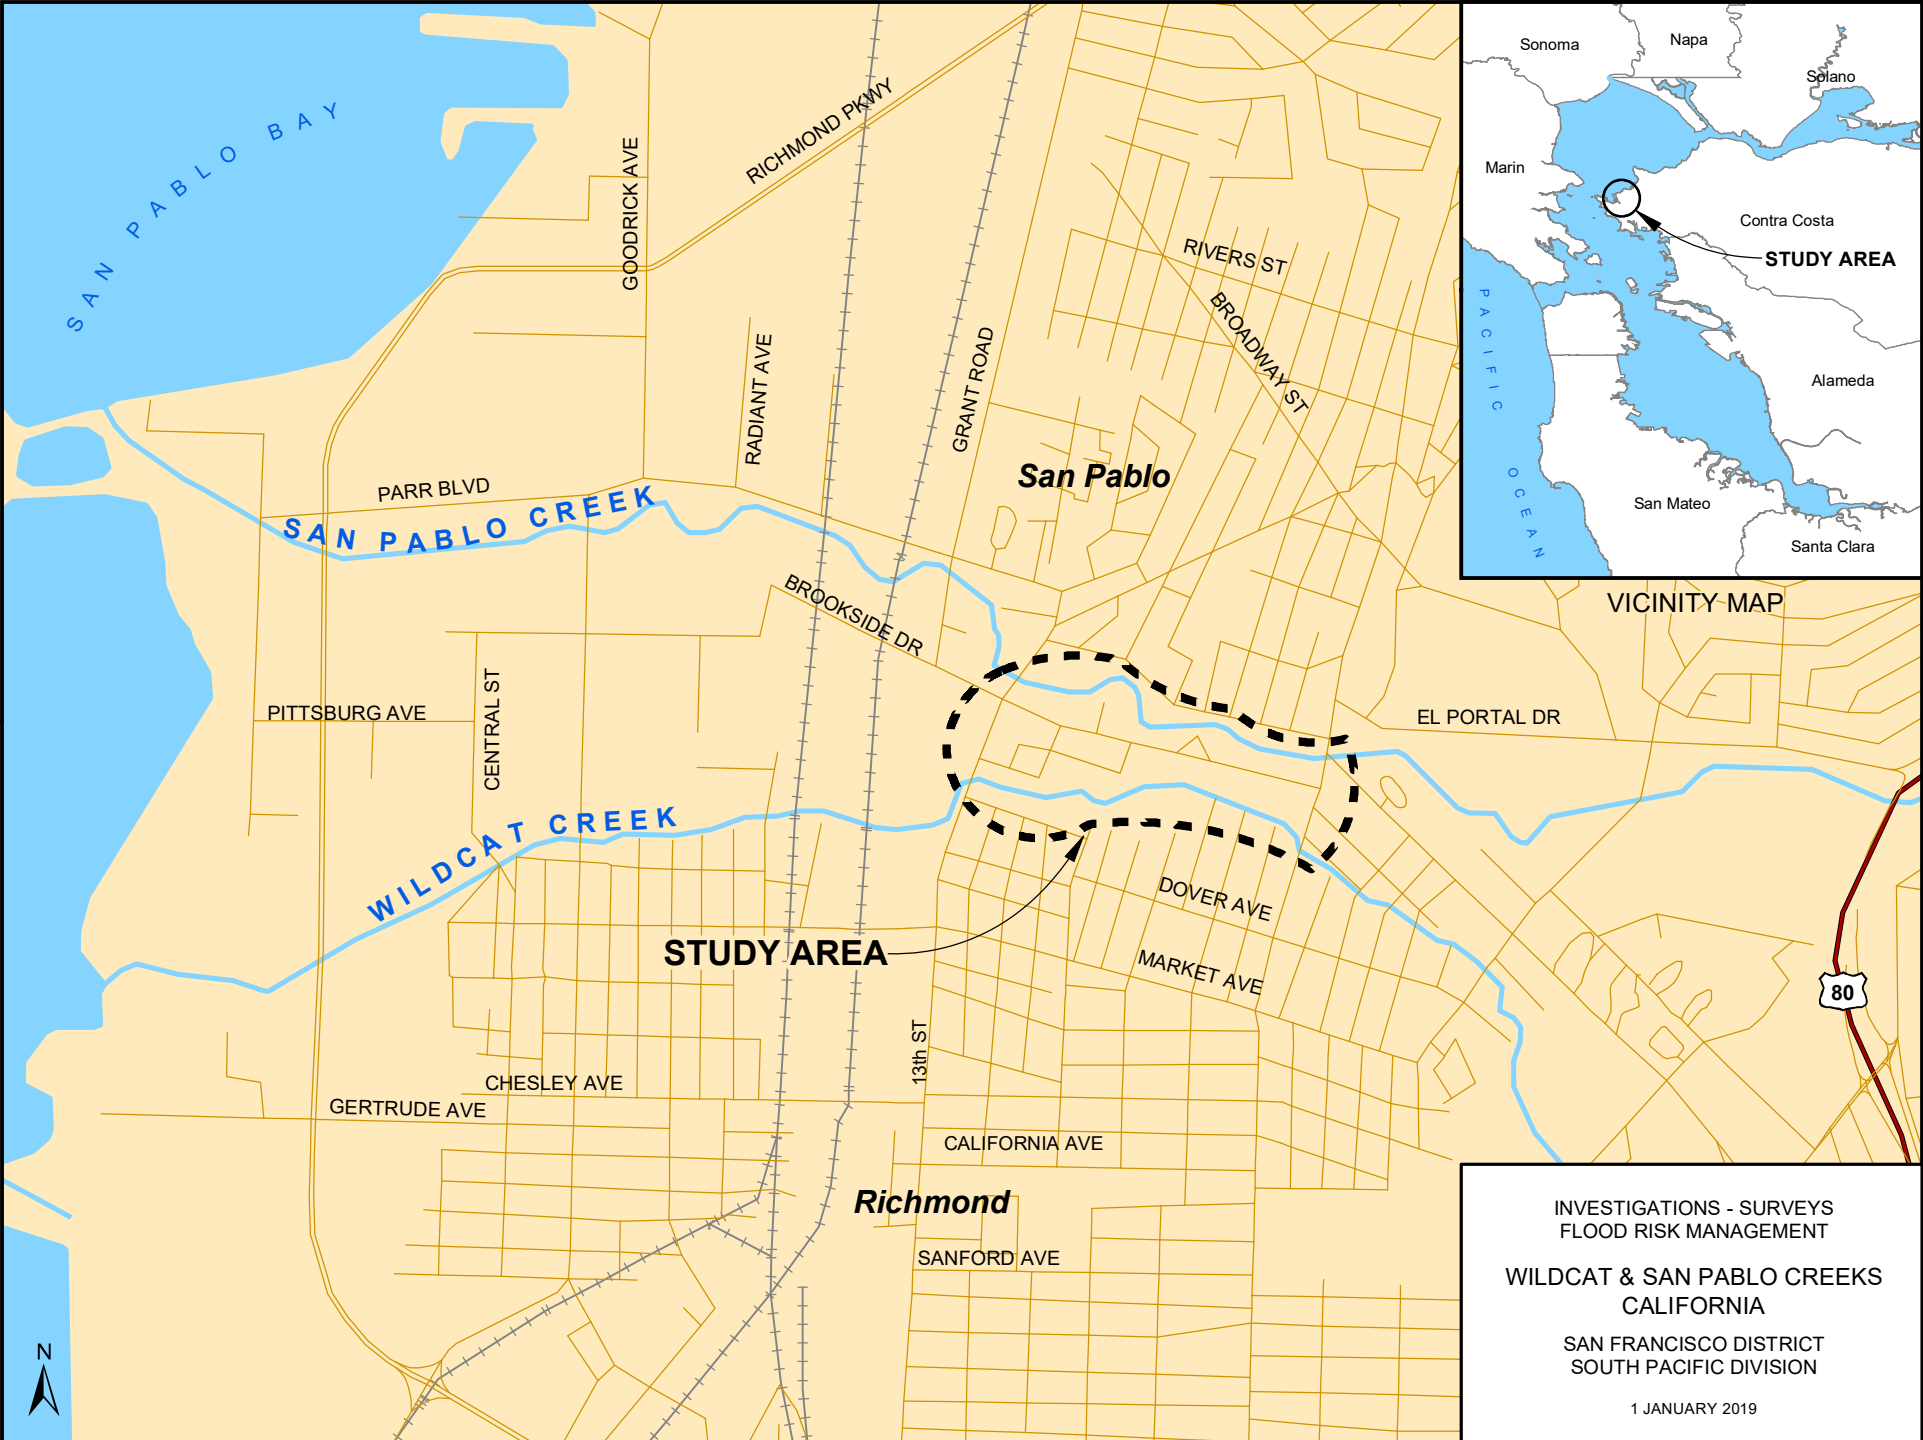 SAN PABLO BAY
GOODRICK AVE
RICHMOND PKWY
RADIANT AVE
GRANT ROAD
RIVERS ST
BROADWAY ST
San Pablo
PARR BLVD
SAN PABLO CREEK
BROOKSIDE DR
PITTSBURG AVE
CENTRAL ST
EL PORTAL DR
WILDCAT CREEK
DOVER AVE
STUDY AREA
MARKET AVE
80
13th ST
CHESLEY AVE
GERTRUDE AVE
CALIFORNIA AVE
Richmond
SANFORD AVE
N
Sonoma
Napa
Solano
Marin
Contra Costa
STUDY AREA
PACIFIC OCEAN
Alameda
San Mateo
Santa Clara
VICINITY MAP
INVESTIGATIONS - SURVEYS
FLOOD RISK MANAGEMENT
WILDCAT & SAN PABLO CREEKS
CALIFORNIA
SAN FRANCISCO DISTRICT
SOUTH PACIFIC DIVISION
1 JANUARY 2019